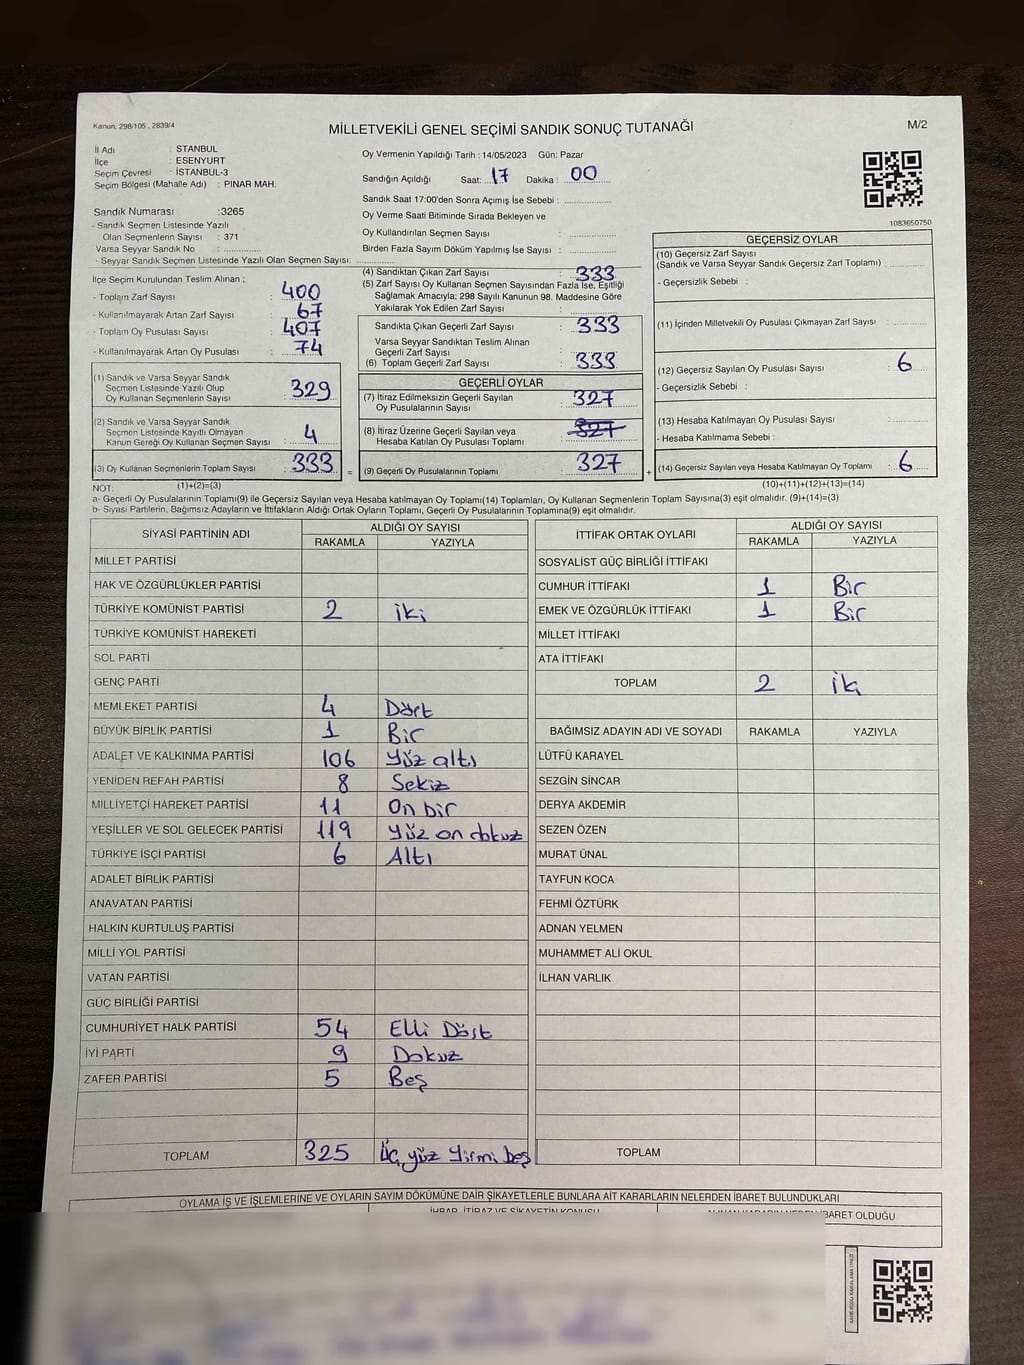 Kanun: 298/105 , 2839/4
MİLLETVEKİLİ GENEL SEÇİMİ SANDIK SONUÇ TUTANAĞI
M/2
İl Adı : STANBUL
İlçe : ESENYURT
Seçim Çevresi : İSTANBUL-3
Seçim Bölgesi (Mahalle Adı) : PINAR MAH.
Oy Vermenin Yapıldığı Tarih : 14/05/2023 Gün: Pazar
Sandığın Açıldığı Saat: 17 Dakika : 00
Sandık Saat 17:00'den Sonra Açımış İse Sebebi :
Oy Verme Saati Bitiminde Sırada Bekleyen ve
Oy Kullandırılan Seçmen Sayısı :
Birden Fazla Sayım Döküm Yapılmış İse Sayısı :
1083650750
Sandık Numarası :3265
- Sandık Seçmen Listesinde Yazılı
Olan Seçmenlerin Sayısı : 371
Varsa Seyyar Sandık No :
- Seyyar Sandık Seçmen Listesinde Yazılı Olan Seçmen Sayısı:
İlçe Seçim Kurulundan Teslim Alınan ;
- Toplam Zarf Sayısı : 400
- Kullanılmayarak Artan Zarf Sayısı : 67
- Toplam Oy Pusulası Sayısı : 407
- Kullanılmayarak Artan Oy Pusulası : 74
(1) Sandık ve Varsa Seyyar Sandık
Seçmen Listesinde Yazılı Olup
Oy Kullanan Seçmenlerin Sayısı : 329
(2) Sandık ve Varsa Seyyar Sandık
Seçmen Listesinde Kayıtlı Olmayan
Kanun Gereği Oy Kullanan Seçmen Sayısı : 4
(3) Oy Kullanan Seçmenlerin Toplam Sayısı : 333
(1)+(2)=(3)
(4) Sandıktan Çıkan Zarf Sayısı : 333
(5) Zarf Sayısı Oy Kullanan Seçmen Sayısından Fazla İse, Eşitliği
Sağlamak Amacıyla; 298 Sayılı Kanunun 98. Maddesine Göre
Yakılarak Yok Edilen Zarf Sayısı :
Sandıkta Çıkan Geçerli Zarf Sayısı : 333
Varsa Seyyar Sandıktan Teslim Alınan
Geçerli Zarf Sayısı :
(6) Toplam Geçerli Zarf Sayısı : 333
GEÇERLİ OYLAR
(7) İtiraz Edilmeksizin Geçerli Sayılan
Oy Pusulalarının Sayısı : 327
(8) İtiraz Üzerine Geçerli Sayılan veya
Hesaba Katılan Oy Pusulası Toplamı : 327
= (9) Geçerli Oy Pusulalarının Toplamı : 327
GEÇERSİZ OYLAR
(10) Geçersiz Zarf Sayısı
(Sandık ve Varsa Seyyar Sandık Geçersiz Zarf Toplamı) :
- Geçersizlik Sebebi :
(11) İçinden Milletvekili Oy Pusulası Çıkmayan Zarf Sayısı :
(12) Geçersiz Sayılan Oy Pusulası Sayısı : 6
- Geçersizlik Sebebi :
(13) Hesaba Katılmayan Oy Pusulası Sayısı :
- Hesaba Katılmama Sebebi :
+ (14) Geçersiz Sayılan veya Hesaba Katılmayan Oy Toplamı : 6
(10)+(11)+(12)+(13)=(14)
NOT:
a- Geçerli Oy Pusulalarının Toplamı(9) ile Geçersiz Sayılan veya Hesaba katılmayan Oy Toplamı(14) Toplamları, Oy Kullanan Seçmenlerin Toplam Sayısına(3) eşit olmalıdır. (9)+(14)=(3)
b- Siyasi Partilerin, Bağımsız Adayların ve İttifakların Aldığı Ortak Oyların Toplamı, Geçerli Oy Pusulalarının Toplamına(9) eşit olmalıdır.
SİYASİ PARTİNİN ADI ALDIĞI OY SAYISI
RAKAMLA YAZIYLA
MİLLET PARTİSİ
HAK VE ÖZGÜRLÜKLER PARTİSİ
TÜRKİYE KOMÜNİST PARTİSİ 2 iki
TÜRKİYE KOMÜNİST HAREKETİ
SOL PARTİ
GENÇ PARTİ
MEMLEKET PARTİSİ 4 Dört
BÜYÜK BİRLİK PARTİSİ 1 Bir
ADALET VE KALKINMA PARTİSİ 106 Yüz altı
YENİDEN REFAH PARTİSİ 8 Sekiz
MİLLİYETÇİ HAREKET PARTİSİ 11 On bir
YEŞİLLER VE SOL GELECEK PARTİSİ 119 Yüz on dokuz
TÜRKİYE İŞÇİ PARTİSİ 6 Altı
ADALET BİRLİK PARTİSİ
ANAVATAN PARTİSİ
HALKIN KURTULUŞ PARTİSİ
MİLLİ YOL PARTİSİ
VATAN PARTİSİ
GÜÇ BİRLİĞİ PARTİSİ
CUMHURİYET HALK PARTİSİ 54 Elli Dört
İYİ PARTİ 9 Dokuz
ZAFER PARTİSİ 5 Beş
TOPLAM 325 Üç yüz Yirmi beş
İTTİFAK ORTAK OYLARI ALDIĞI OY SAYISI
RAKAMLA YAZIYLA
SOSYALİST GÜÇ BİRLİĞİ İTTİFAKI
CUMHUR İTTİFAKI 1 Bir
EMEK VE ÖZGÜRLÜK İTTİFAKI 1 Bir
MİLLET İTTİFAKI
ATA İTTİFAKI
TOPLAM 2 İki
BAĞIMSIZ ADAYIN ADI VE SOYADI RAKAMLA YAZIYLA
LÜTFÜ KARAYEL
SEZGİN SİNCAR
DERYA AKDEMİR
SEZEN ÖZEN
MURAT ÜNAL
TAYFUN KOCA
FEHMİ ÖZTÜRK
ADNAN YELMEN
MUHAMMET ALİ OKUL
İLHAN VARLIK
TOPLAM
OYLAMA İŞ VE İŞLEMLERİNE VE OYLARIN SAYIM DÖKÜMÜNE DAİR ŞİKAYETLERLE BUNLARA AİT KARARLARIN NELERDEN İBARET BULUNDUKLARI
İHBAR, İTİRAZ VE ŞİKAYETİN KONUSU
İBARET OLDUĞU